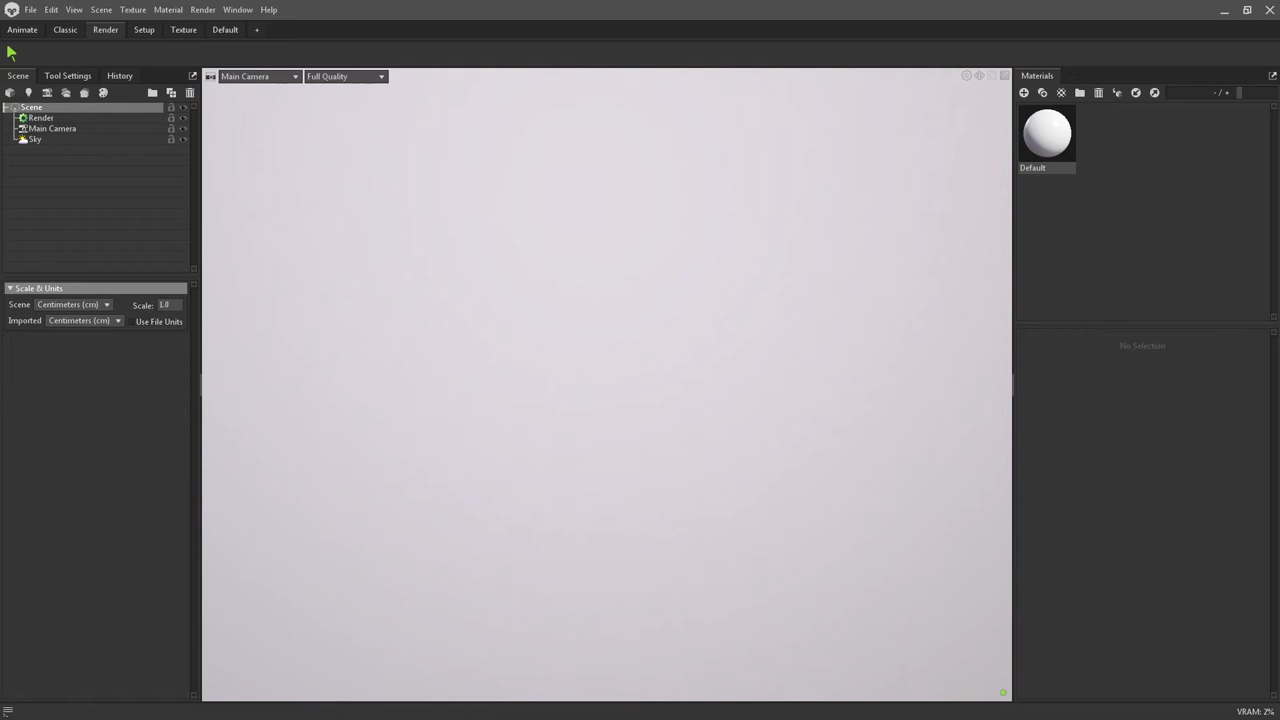 File Edit View Scene Texture Material Render Window Help
Animate Classic Render Setup Texture Default +
Scene Tool Settings History
Main Camera Full Quality
Materials
- / +
Scene
Render
Main Camera
Sky
Default
Scale & Units
Scene Centimeters (cm) Scale: 1.0
Imported Centimeters (cm) Use File Units
No Selection
VRAM: 2%